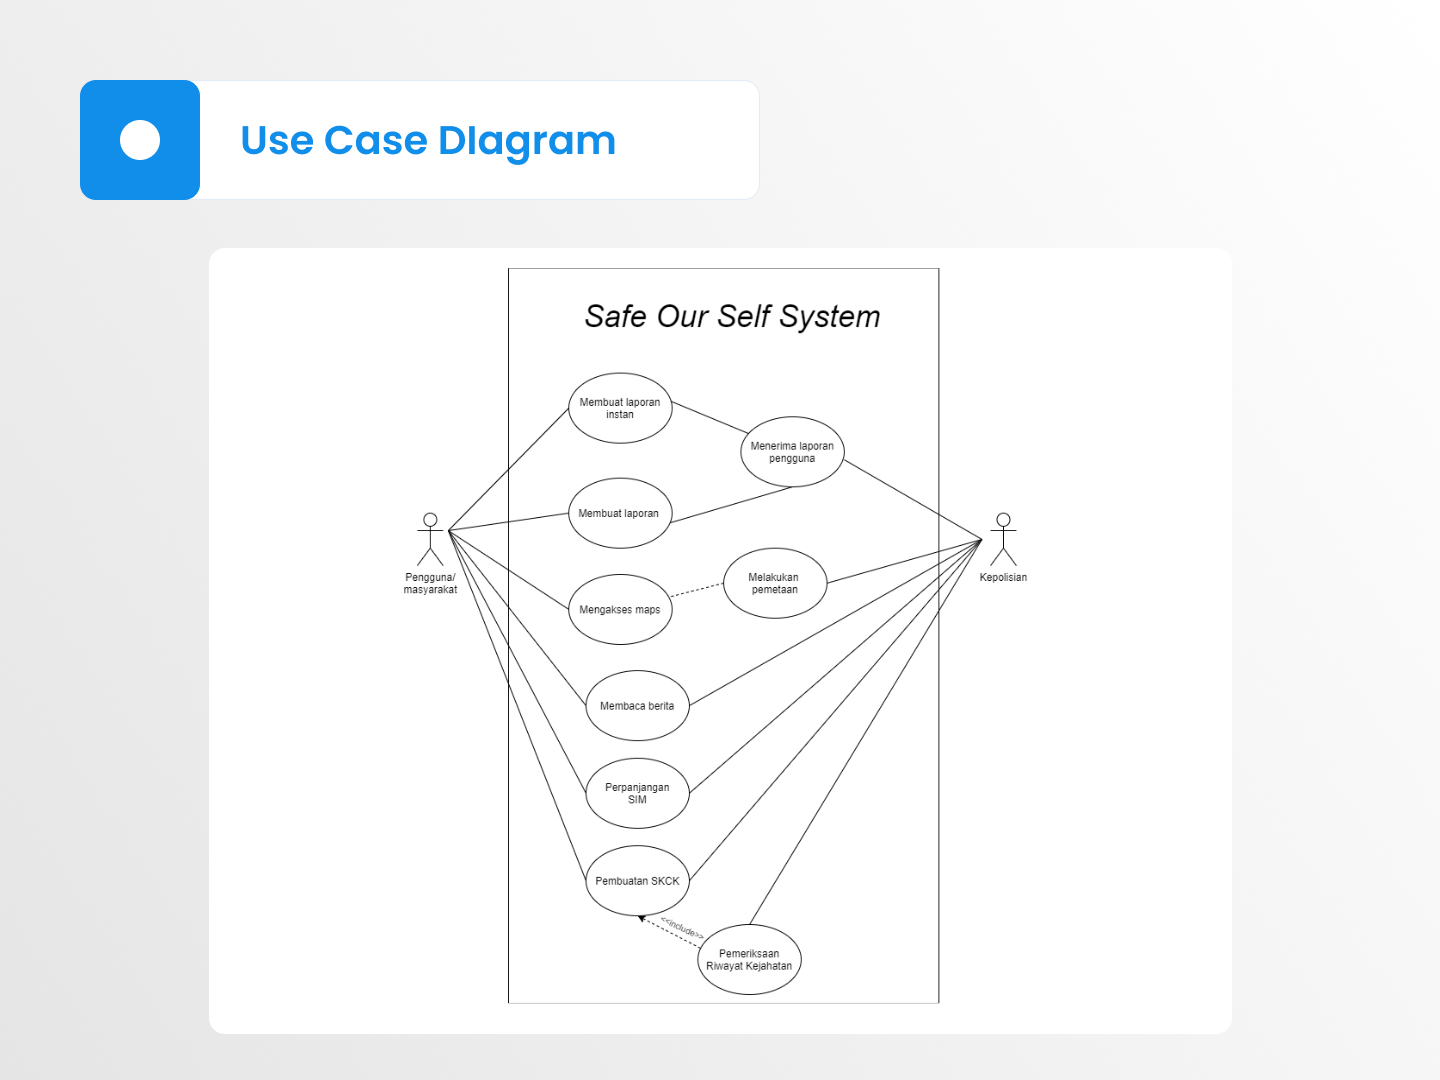 Use Case DIagram
Safe Our Self System
Membuat laporan
instan
Menerima laporan
pengguna
Membuat laporan
Pengguna/
masyarakat
Kepolisian
Melakukan
pemetaan
Mengakses maps
Membaca berita
Perpanjangan
SIM
Pembuatan SKCK
<<include>>
Pemeriksaan
Riwayat Kejahatan